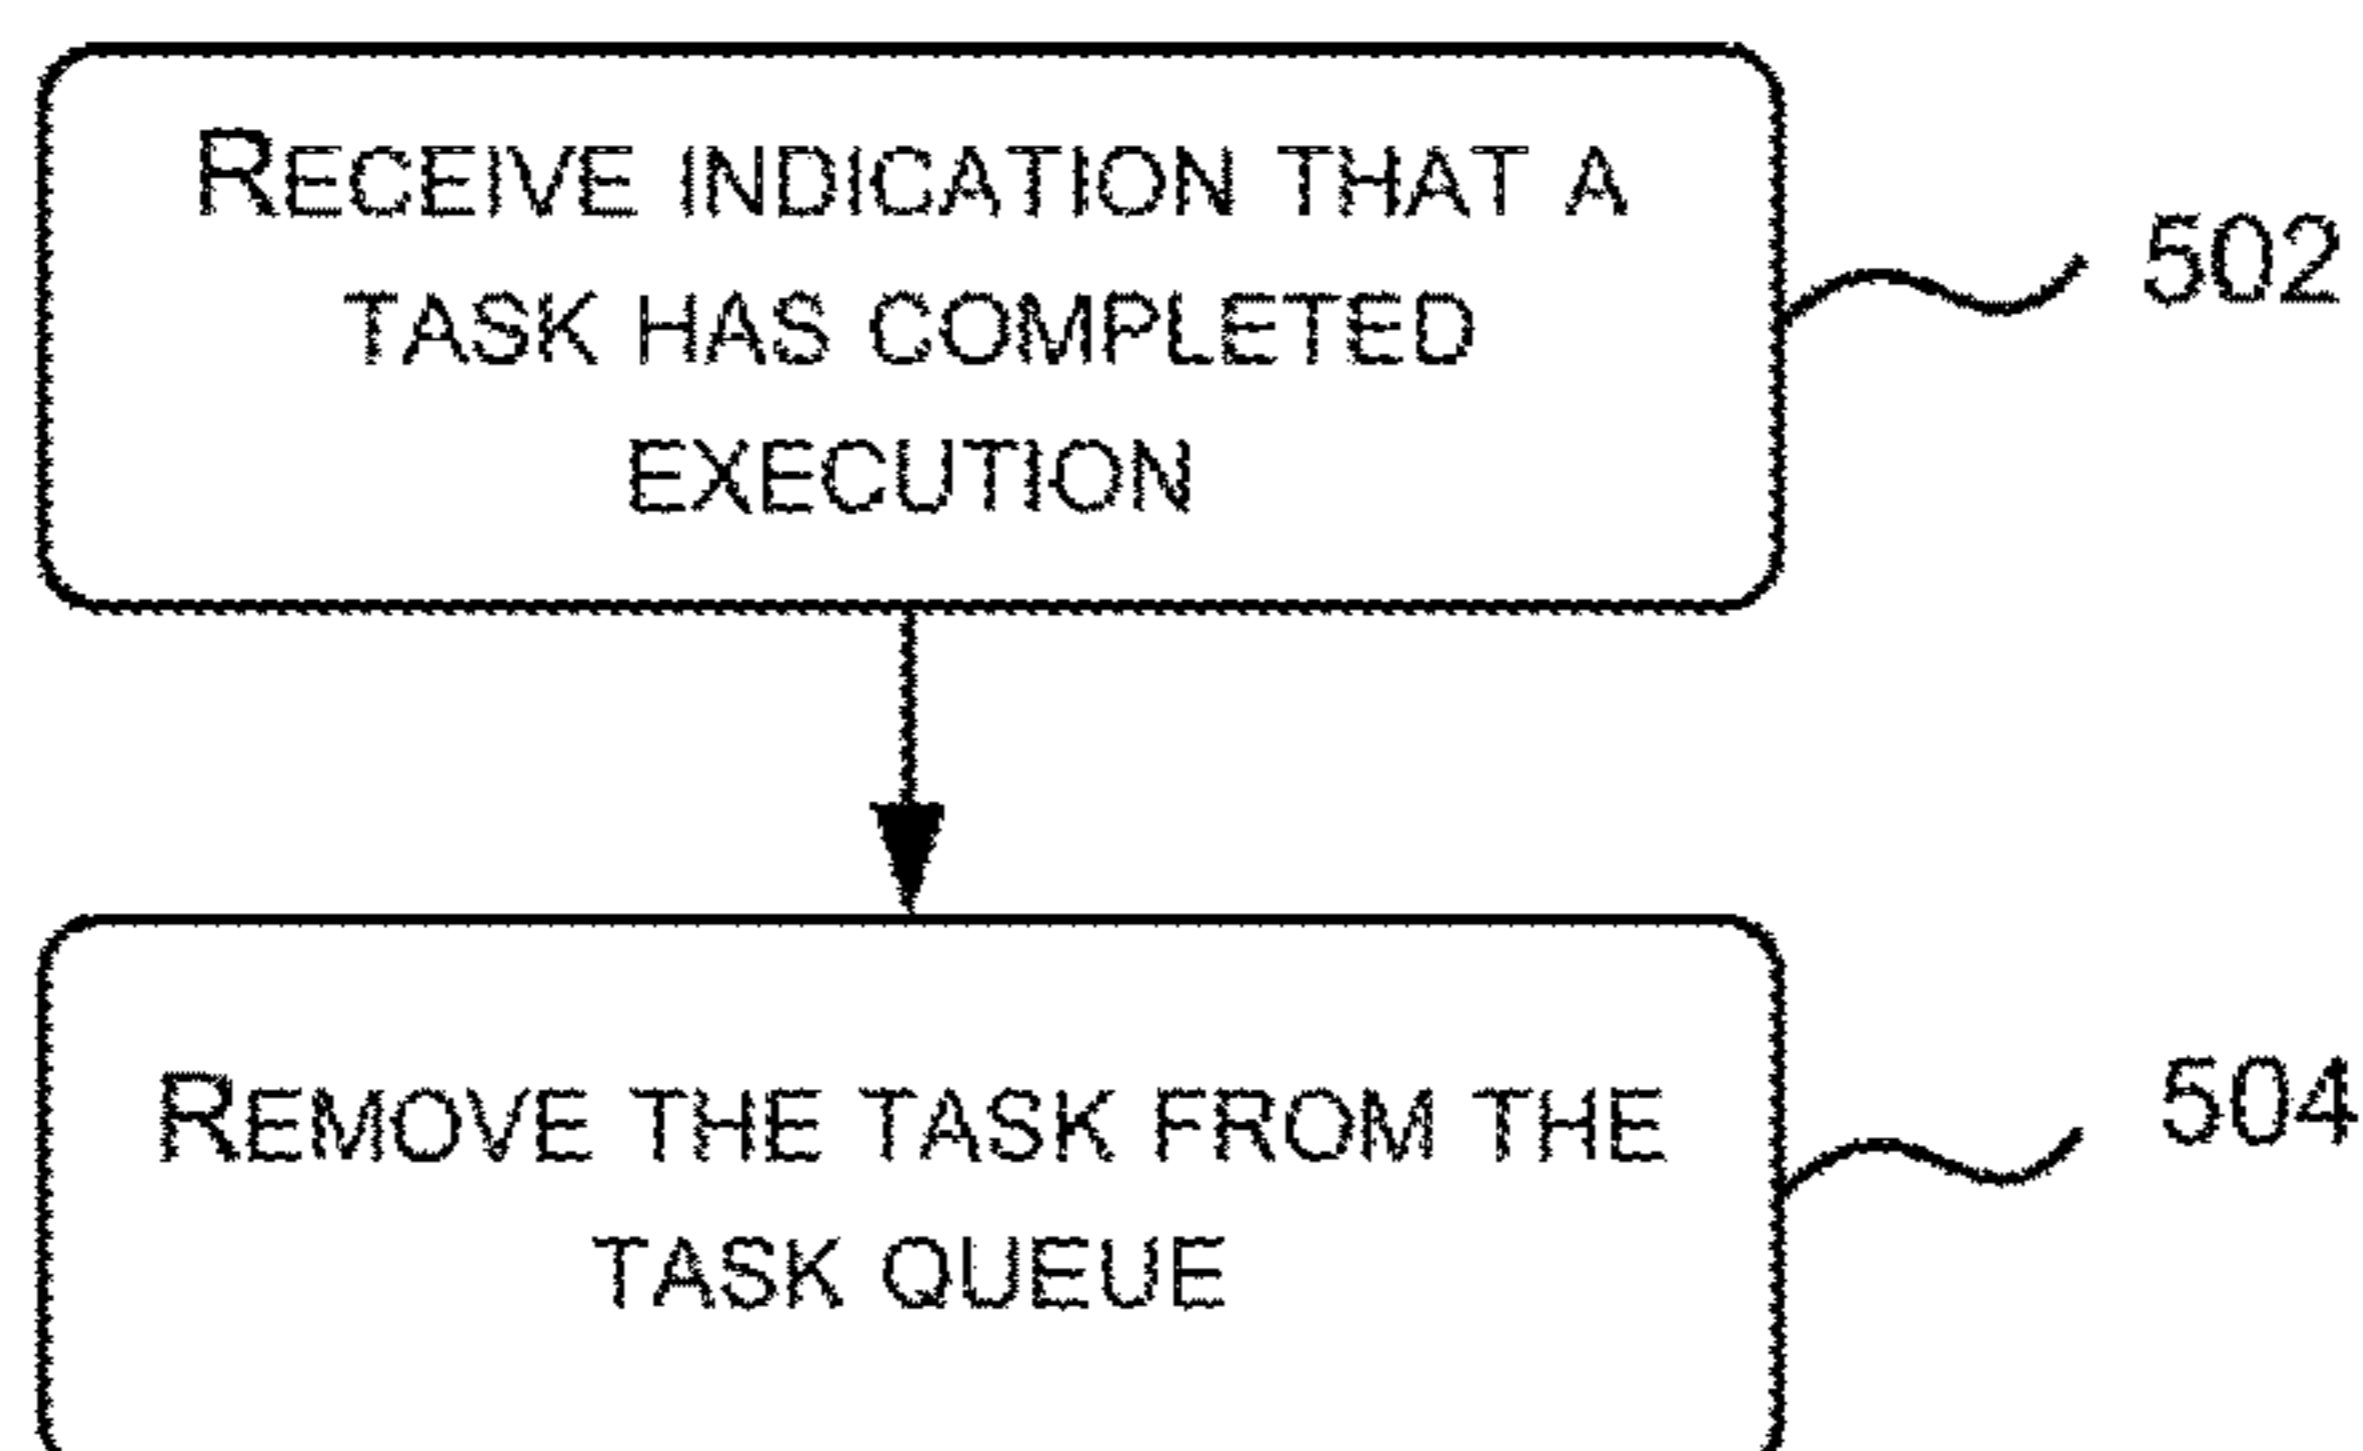 RECEIVE INDICATION THAT A
TASK HAS COMPLETED
EXECUTION
502
REMOVE THE TASK FROM THE
TASK QUEUE
504